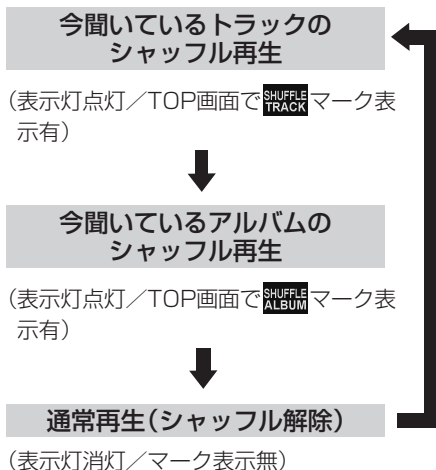 今聞いているトラックの
シャッフル再生
（表示灯点灯／TOP画面でSHUFFLE TRACKマーク表
示有）
今聞いているアルバムの
シャッフル再生
（表示灯点灯／TOP画面でSHUFFLE ALBUMマーク表
示有）
通常再生（シャッフル解除）
（表示灯消灯／マーク表示無）